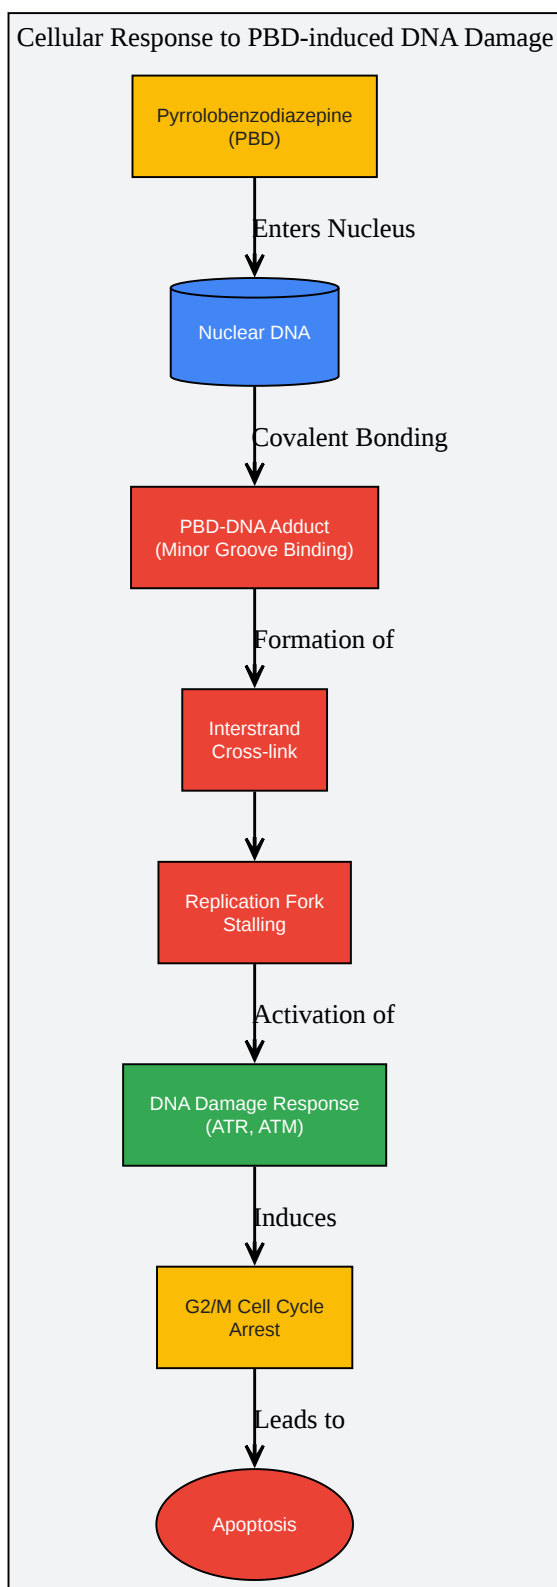 Cellular Response to PBD-induced DNA Damage
Pyrrolobenzodiazepine
(PBD)
Enters Nucleus
Nuclear DNA
Covalent Bonding
PBD-DNA Adduct
(Minor Groove Binding)
Formation of
Interstrand
Cross-link
Replication Fork
Stalling
Activation of
DNA Damage Response
(ATR, ATM)
Induces
G2/M Cell Cycle
Arrest
Leads to
Apoptosis